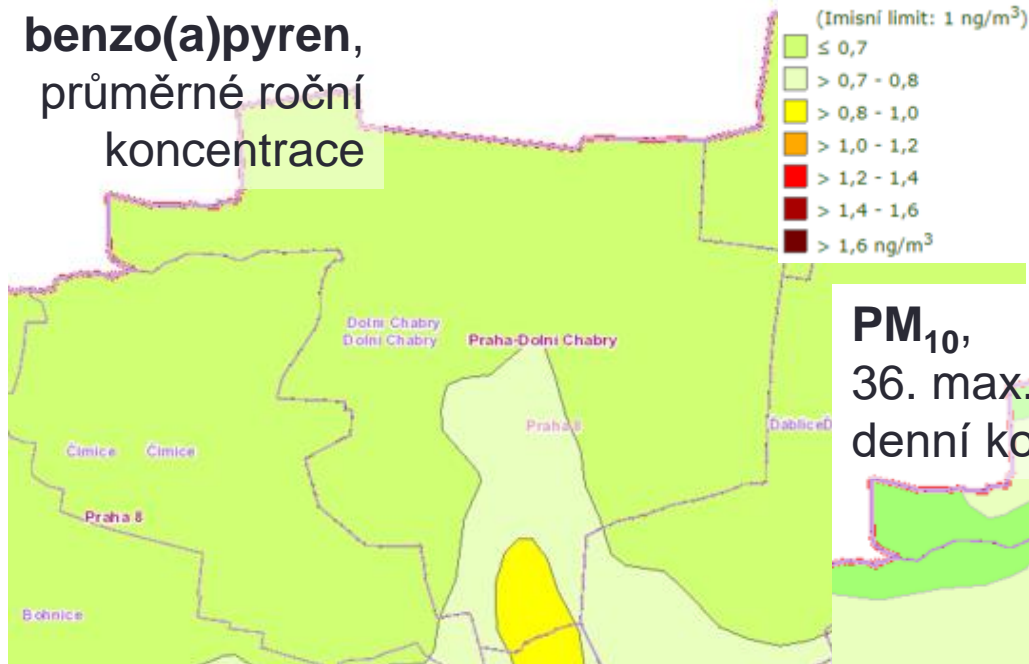 benzo(a)pyren,
průměrné roční
koncentrace
(Imisní limit: 1 ng/m³)
≤ 0,7
> 0,7 - 0,8
> 0,8 - 1,0
> 1,0 - 1,2
> 1,2 - 1,4
> 1,4 - 1,6
> 1,6 ng/m³
Dolní Chabry
Dolní Chabry
Praha-Dolní Chabry
Praha 8
Ďáblice
Čimice Čimice
Praha 8
Bohnice
PM₁₀,
36. max.
denní